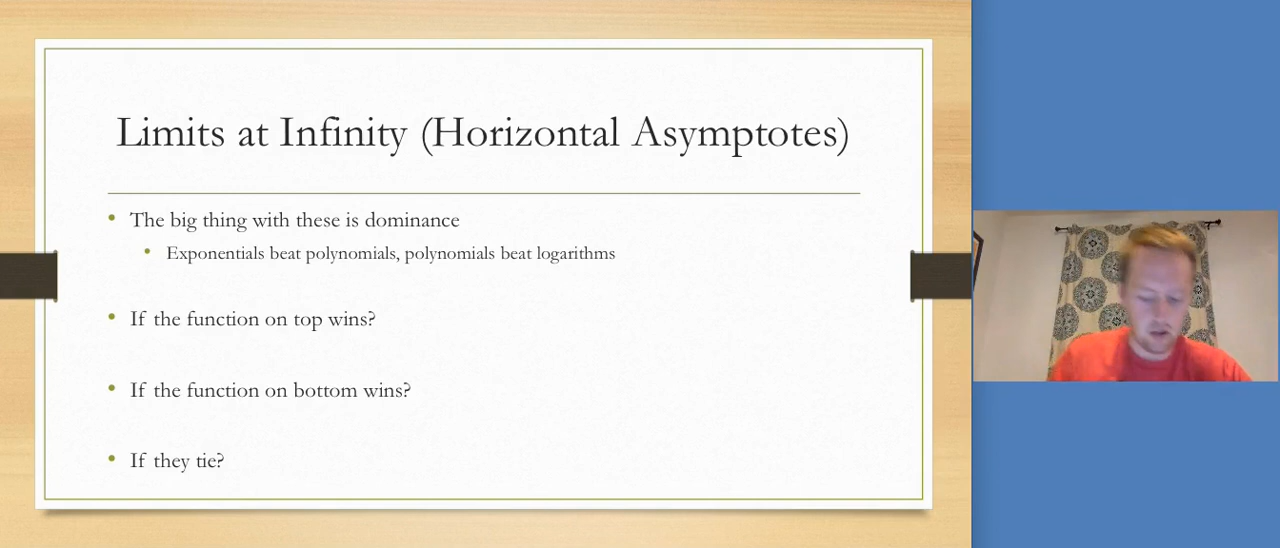 Limits at Infinity (Horizontal Asymptotes)
The big thing with these is dominance
Exponentials beat polynomials, polynomials beat logarithms
If the function on top wins?
If the function on bottom wins?
If they tie?